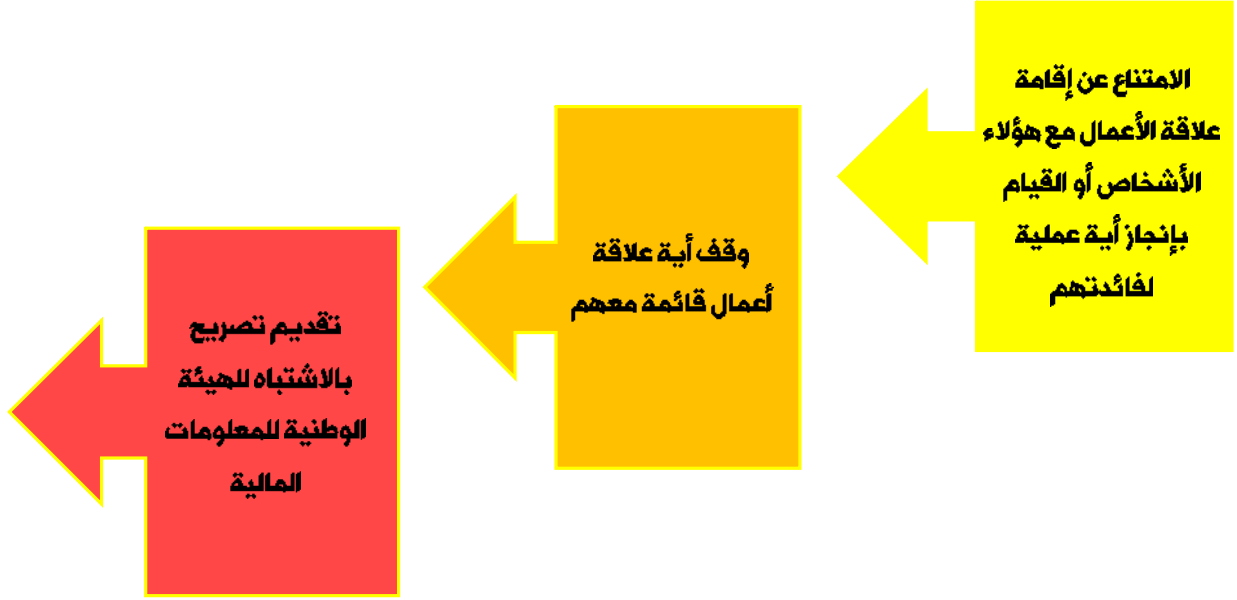 الامتناع عن إقامة
علاقة الأعمال مع هؤلاء
الأشخاص أو القيام
بإنجاز أية عملية
لفائدتهم
وقف أية علاقة
أعمال قائمة معهم
تقديم تصريح
بالاشتباه للهيئة
الوطنية للمعلومات
المالية